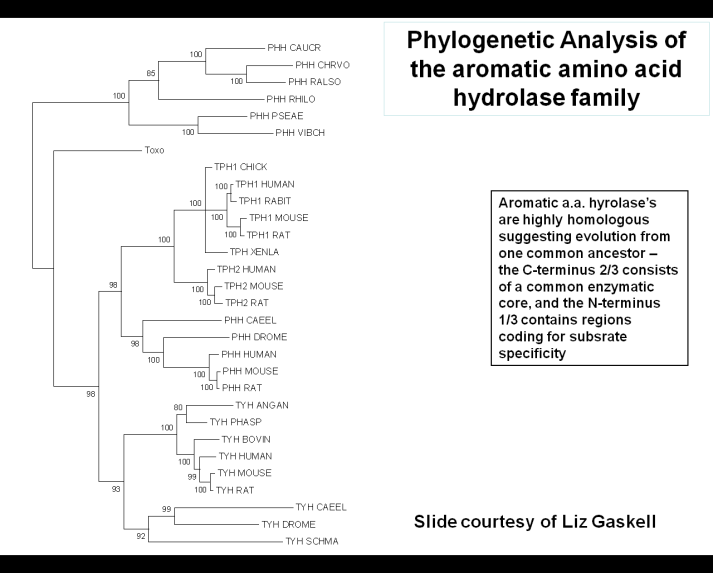 Phylogenetic Analysis of
the aromatic amino acid
hydrolase family
PHH CAUCR
100
PHH CHRVO
85
100
PHH RALSO
100
PHH RHILO
PHH PSEAE
100
PHH VIBCH
Toxo
TPH1 CHICK
100
TPH1 HUMAN
TPH1 RABIT
100
100
TPH1 MOUSE
100
TPH1 RAT
100
TPH XENLA
TPH2 HUMAN
100
TPH2 MOUSE
100
TPH2 RAT
98
PHH CAEEL
98
PHH DROME
100
PHH HUMAN
100
PHH MOUSE
100
PHH RAT
98
80
TYH ANGAN
TYH PHASP
100
TYH BOVIN
100
TYH HUMAN
99
TYH MOUSE
100
TYH RAT
93
99
TYH CAEEL
TYH DROME
92
TYH SCHMA
Aromatic a.a. hyrolase's
are highly homologous
suggesting evolution from
one common ancestor –
the C-terminus 2/3 consists
of a common enzymatic
core, and the N-terminus
1/3 contains regions
coding for subsrate
specificity
Slide courtesy of Liz Gaskell